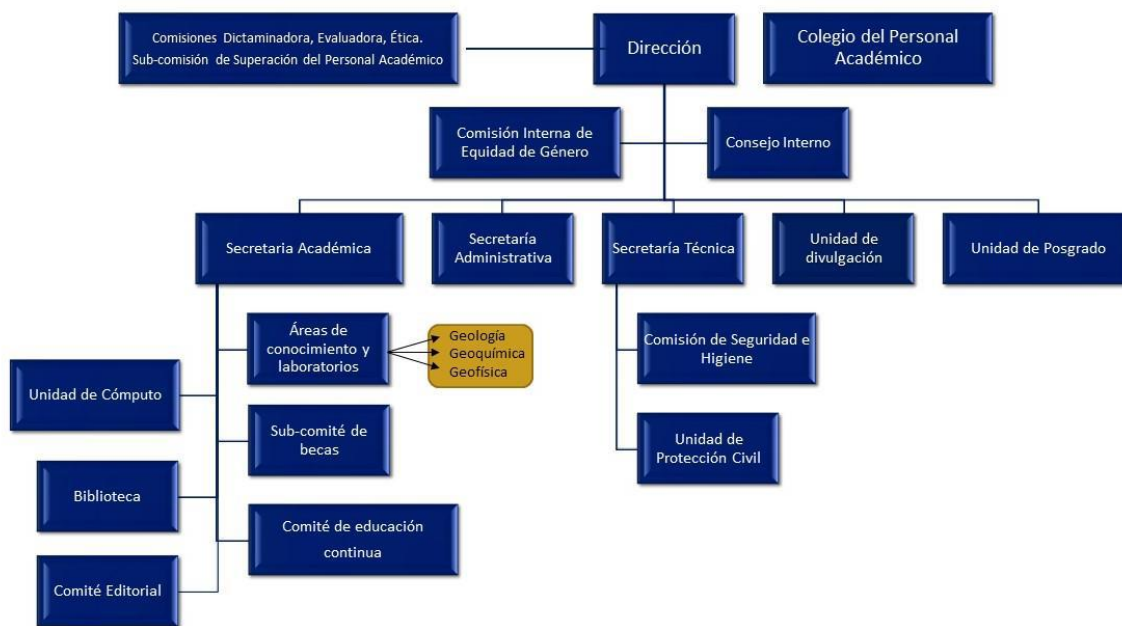 Comisiones Dictaminadora, Evaluadora, Ética.
Sub-comisión de Superación del Personal Académico
Dirección
Colegio del Personal
Académico
Comisión Interna de
Equidad de Género
Consejo Interno
Secretaria Académica
Secretaría
Administrativa
Secretaría Técnica
Unidad de
divulgación
Unidad de Posgrado
Áreas de
conocimiento y
laboratorios
Geología
Geoquímica
Geofísica
Comisión de Seguridad e
Higiene
Unidad de Cómputo
Sub-comité de
becas
Unidad de
Protección Civil
Biblioteca
Comité de educación
continua
Comité Editorial